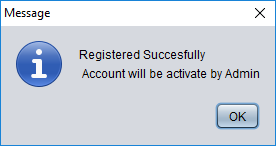 Message
Registered Succesfully
Account will be activate by Admin
OK